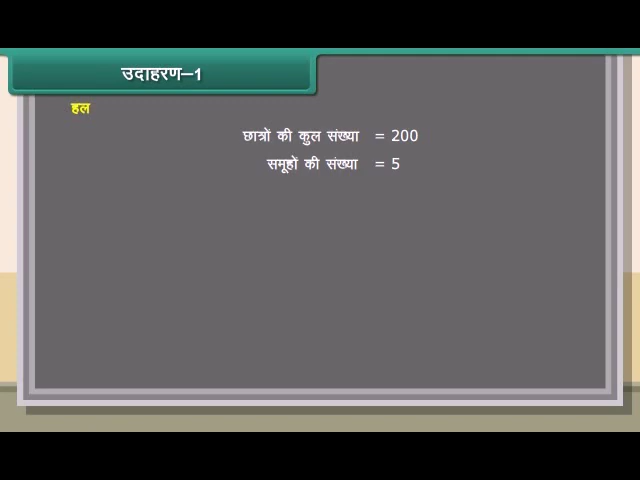 उदाहरण–1
हल
छात्रों की कुल संख्या = 200
समूहों की संख्या = 5